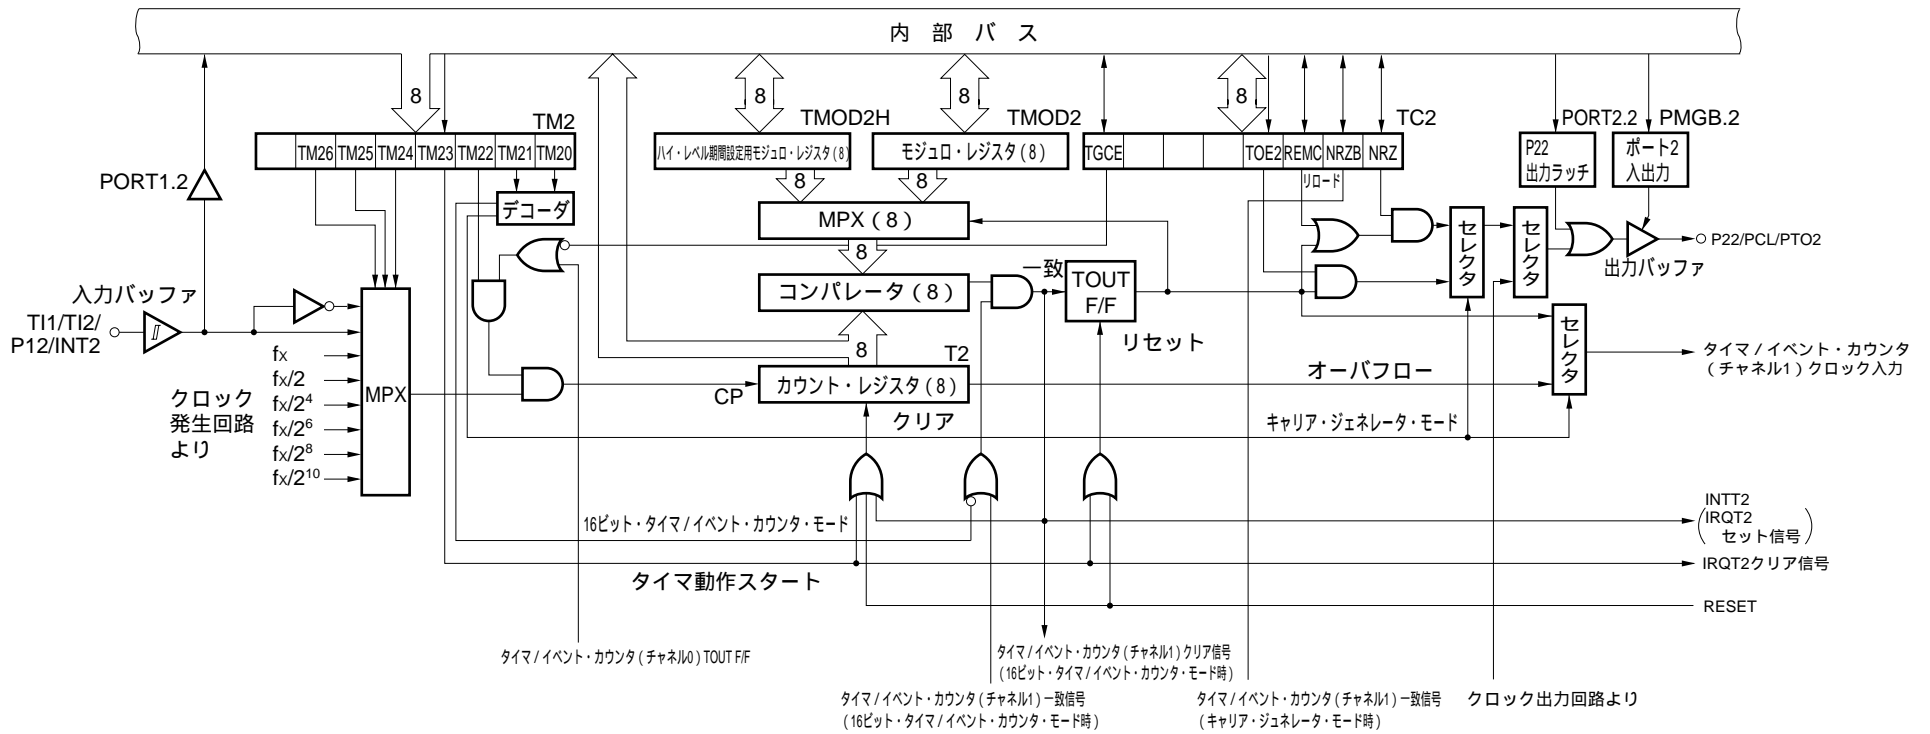 内 部 バ ス
8
8
8
8
TM2
TMOD2H
TMOD2
TC2
PORT2.2
PMGB.2
TM26
TM25
TM24
TM23
TM22
TM21
TM20
ハイ・レベル期間設定用モジュロ・レジスタ(8)
モジュロ・レジスタ(8)
TGCE
TOE2
REMC
NRZB
NRZ
P22
出力ラッチ
ポート2
入出力
PORT1.2
デコーダ
8
8
リロード
MPX(8)
セレクタ
セレクタ
P22/PCL/PTO2
出力バッファ
8
一致
コンパレータ(8)
TOUT
F/F
入力バッファ
TI1/TI2/
P12/INT2
リセット
セレクタ
タイマ/イベント・カウンタ
(チャネル1)クロック入力
fX
fX/2
fX/2⁴
fX/2⁶
fX/2⁸
fX/2¹⁰
クロック
発生回路
より
MPX
8
T2
CP
カウント・レジスタ(8)
オーバフロー
クリア
キャリア・ジェネレータ・モード
16ビット・タイマ/イベント・カウンタ・モード
INTT2
(IRQT2
セット信号)
タイマ動作スタート
IRQT2クリア信号
RESET
タイマ/イベント・カウンタ(チャネル0)TOUT F/F
タイマ/イベント・カウンタ(チャネル1)クリア信号
(16ビット・タイマ/イベント・カウンタ・モード時)
タイマ/イベント・カウンタ(チャネル1)一致信号
(16ビット・タイマ/イベント・カウンタ・モード時)
タイマ/イベント・カウンタ(チャネル1)一致信号
(キャリア・ジュネレータ・モード時)
クロック出力回路より